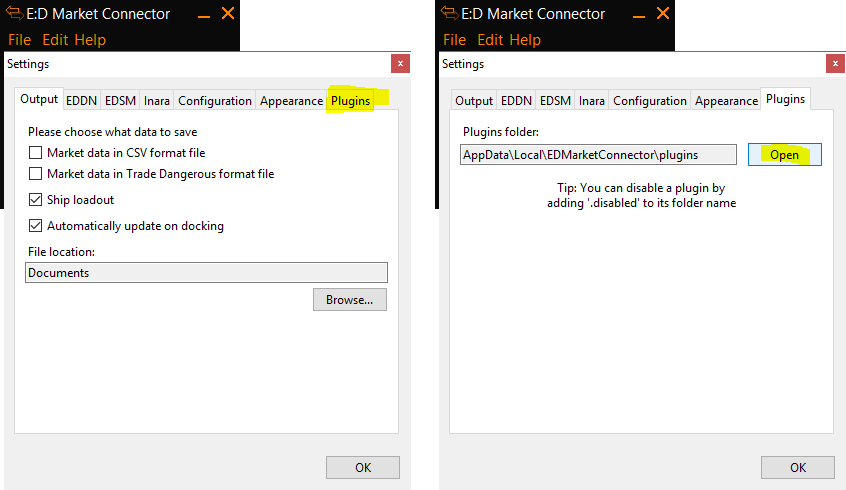 E:D Market Connector
File Edit Help
Settings
Output EDDN EDSM Inara Configuration Appearance Plugins
Please choose what data to save
Market data in CSV format file
Market data in Trade Dangerous format file
Ship loadout
Automatically update on docking
File location:
Documents
Browse...
OK
E:D Market Connector
File Edit Help
Settings
Output EDDN EDSM Inara Configuration Appearance Plugins
Plugins folder:
AppData\Local\EDMarketConnector\plugins
Open
Tip: You can disable a plugin by
adding '.disabled' to its folder name
OK